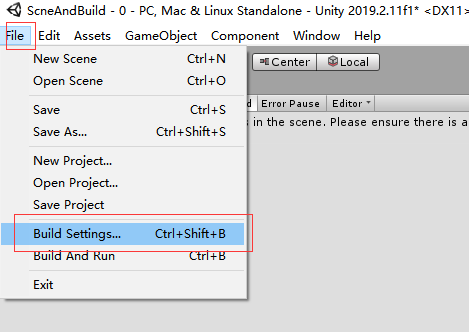 ScneAndBuild - 0 - PC, Mac & Linux Standalone - Unity 2019.2.11f1* <DX11>
File Edit Assets GameObject Component Window Help
New Scene Ctrl+N
Open Scene Ctrl+O
Center Local
Save Ctrl+S
Error Pause Editor
Save As... Ctrl+Shift+S
in the scene. Please ensure there is a
New Project...
Open Project...
Save Project
Build Settings... Ctrl+Shift+B
Build And Run Ctrl+B
Exit